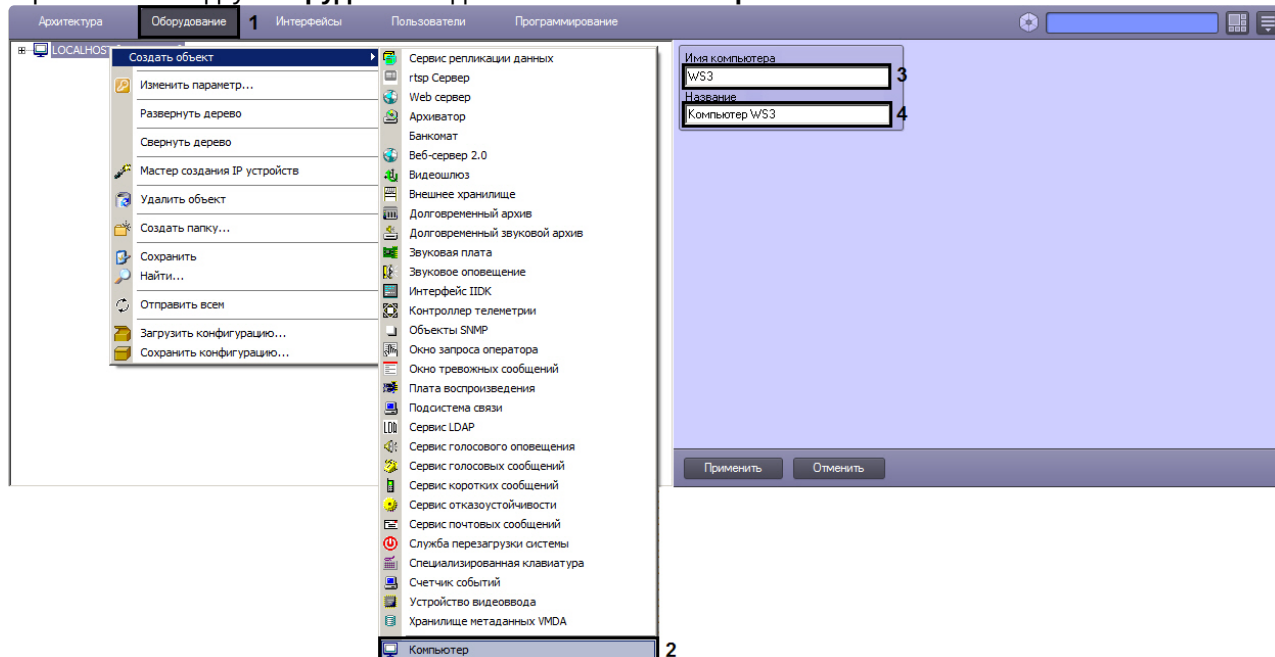 Архитектура
Оборудование
1
Интерфейсы
Пользователи
Программирование
LOCALHOS
Создать объект
Изменить параметр...
Развернуть дерево
Свернуть дерево
Мастер создания IP устройств
Удалить объект
Создать папку...
Сохранить
Найти...
Отправить всем
Загрузить конфигурацию...
Сохранить конфигурацию...
Сервис репликации данных
rtsp Сервер
Web сервер
Архиватор
Банкомат
Веб-сервер 2.0
Видеошлюз
Внешнее хранилище
Долговременный архив
Долговременный звуковой архив
Звуковая плата
Звуковое оповещение
Интерфейс IIDK
Контроллер телеметрии
Объекты SNMP
Окно запроса оператора
Окно тревожных сообщений
Плата воспроизведения
Подсистема связи
Сервис LDAP
Сервис голосового оповещения
Сервис голосовых сообщений
Сервис коротких сообщений
Сервис отказоустойчивости
Сервис почтовых сообщений
Служба перезагрузки системы
Специализированная клавиатура
Счетчик событий
Устройство видеоввода
Хранилище метаданных VMDA
Компьютер
2
Имя компьютера
WS3
3
Название
Компьютер WS3
4
Применить
Отменить